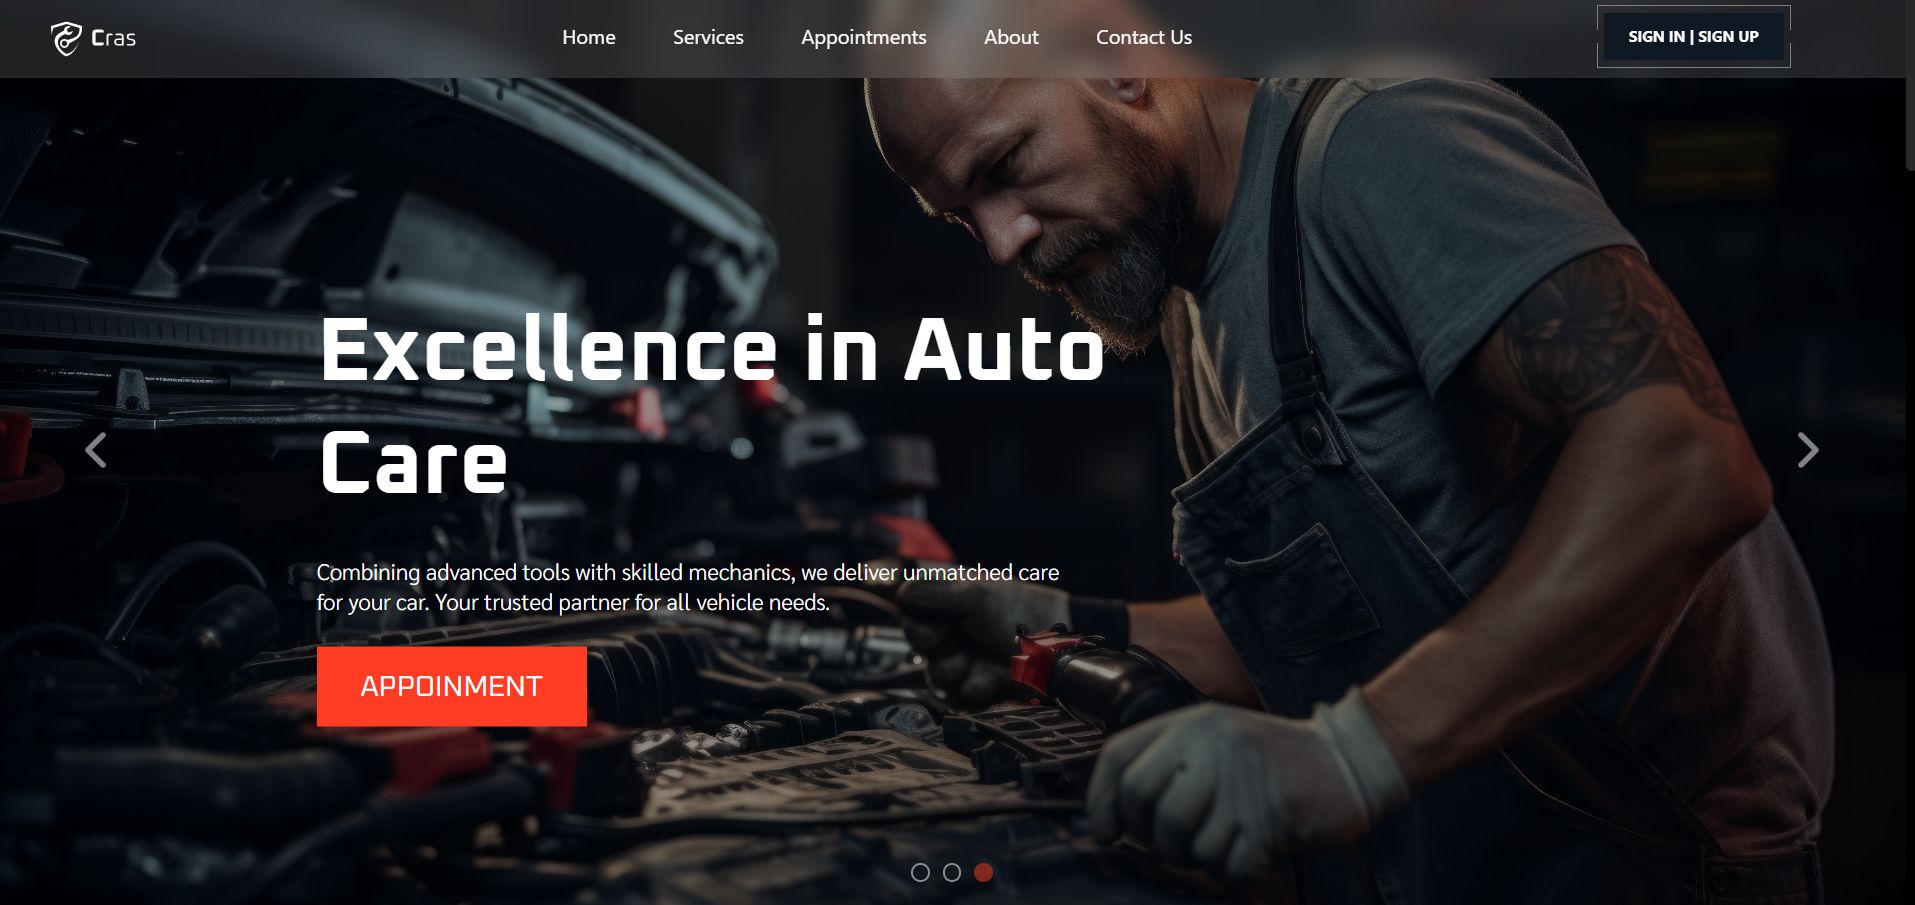 Cras
Home
Services
Appointments
About
Contact Us
SIGN IN | SIGN UP
Excellence in Auto
Care
Combining advanced tools with skilled mechanics, we deliver unmatched care
for your car. Your trusted partner for all vehicle needs.
APPOINMENT